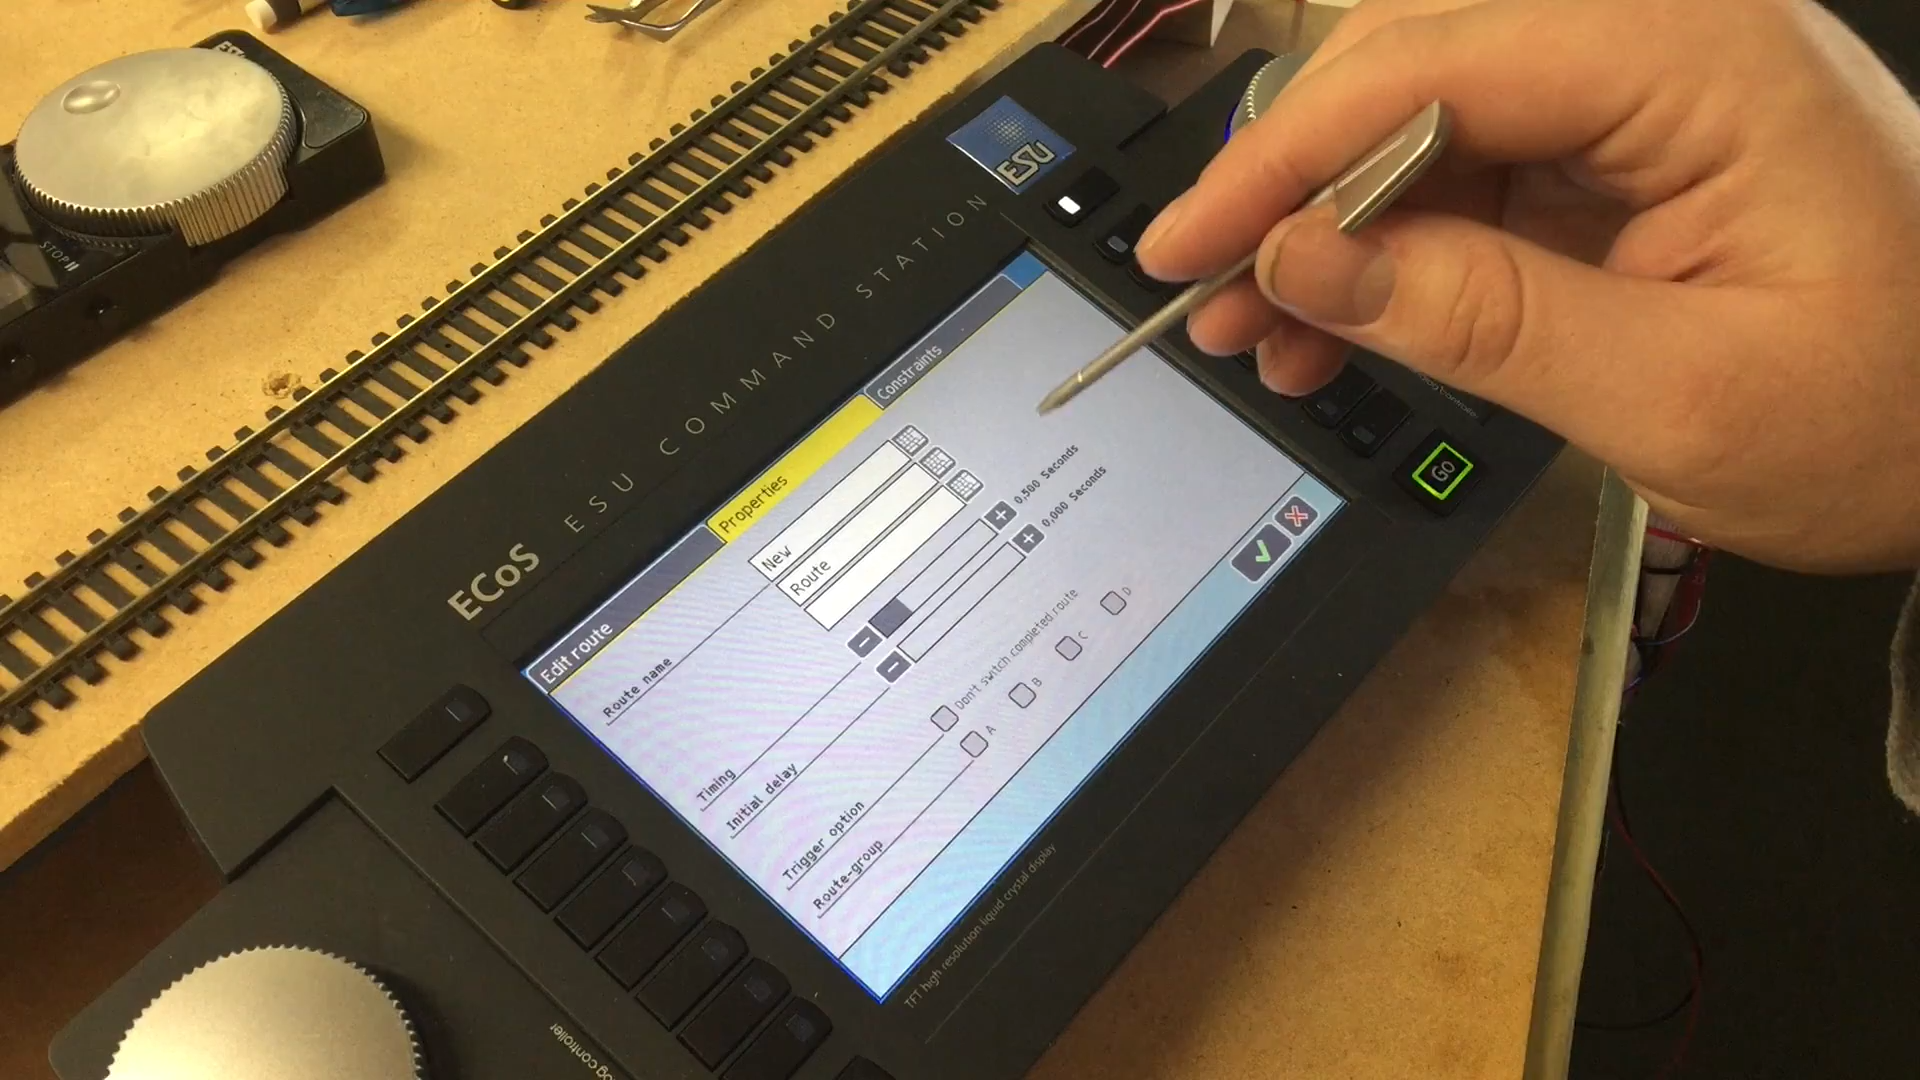 ESU
STOP
ECoS ESU COMMAND STATION
Edit route
Properties
Constraints
Route name
New
Route
Timing
0,500 Seconds
Initial delay
0,000 Seconds
Trigger option
Don't switch completed route
Route-group
A
B
C
D
Go
TFT high resolution liquid crystal display